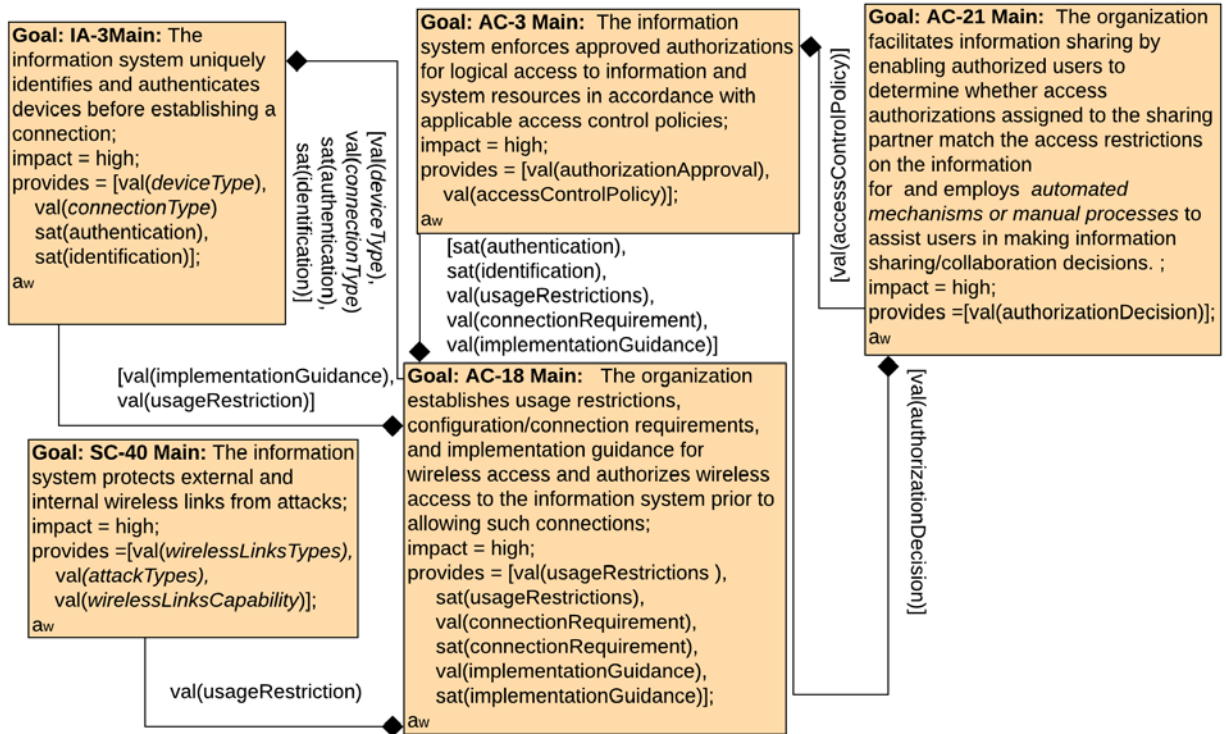 Goal: IA-3Main: The
information system uniquely
identifies and authenticates
devices before establishing a
connection;
impact = high;
provides = [val(deviceType),
val(connectionType)
sat(authentication),
sat(identification)];
aw
[val(deviceType),
val(connectionType)
sat(authentication),
sat(identification)]
Goal: AC-3 Main: The information
system enforces approved authorizations
for logical access to information and
system resources in accordance with
applicable access control policies;
impact = high;
provides = [val(authorizationApproval),
val(accessControlPolicy)];
aw
[val(accessControlPolicy)]
Goal: AC-21 Main: The organization
facilitates information sharing by
enabling authorized users to
determine whether access
authorizations assigned to the sharing
partner match the access restrictions
on the information
for and employs automated
mechanisms or manual processes to
assist users in making information
sharing/collaboration decisions. ;
impact = high;
provides =[val(authorizationDecision)];
aw
[sat(authentication),
sat(identification),
val(usageRestrictions),
val(connectionRequirement),
val(implementationGuidance)]
[val(implementationGuidance),
val(usageRestriction)]
Goal: SC-40 Main: The information
system protects external and
internal wireless links from attacks;
impact = high;
provides =[val(wirelessLinksTypes),
val(attackTypes),
val(wirelessLinksCapability)];
aw
val(usageRestriction)
Goal: AC-18 Main: The organization
establishes usage restrictions,
configuration/connection requirements,
and implementation guidance for
wireless access and authorizes wireless
access to the information system prior to
allowing such connections;
impact = high;
provides = [val(usageRestrictions ),
sat(usageRestrictions),
val(connectionRequirement),
sat(connectionRequirement),
val(implementationGuidance),
sat(implementationGuidance)];
aw
[val(authorizationDecision)]